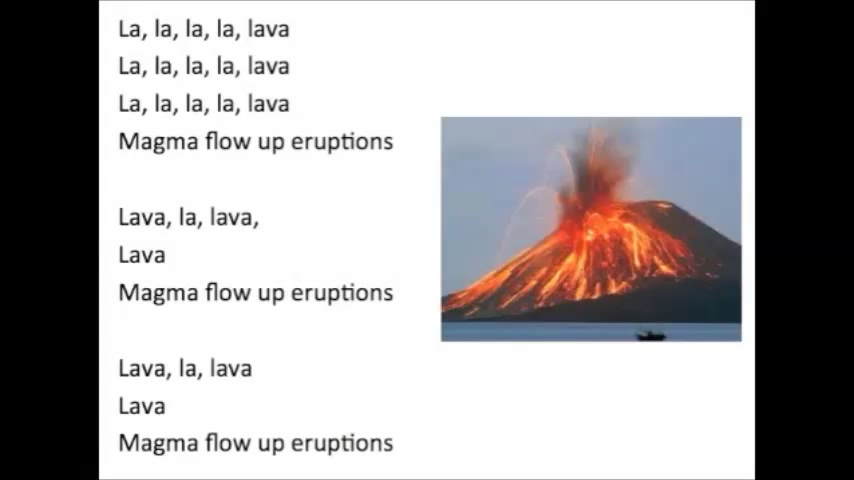 La, la, la, la, lava
La, la, la, la, lava
La, la, la, la, lava
Magma flow up eruptions
Lava, la, lava,
Lava
Magma flow up eruptions
Lava, la, lava
Lava
Magma flow up eruptions